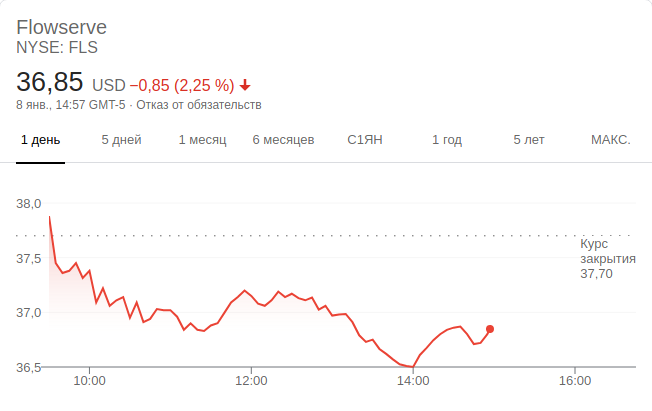 Flowserve
NYSE: FLS
36,85 USD −0,85 (2,25 %)
8 янв., 14:57 GMT-5 · Отказ от обязательств
1 день 5 дней 1 месяц 6 месяцев С1ЯН 1 год 5 лет МАКС.
38,0
Курс
закрытия
37,70
37,5
37,0
36,5
10:00 12:00 14:00 16:00